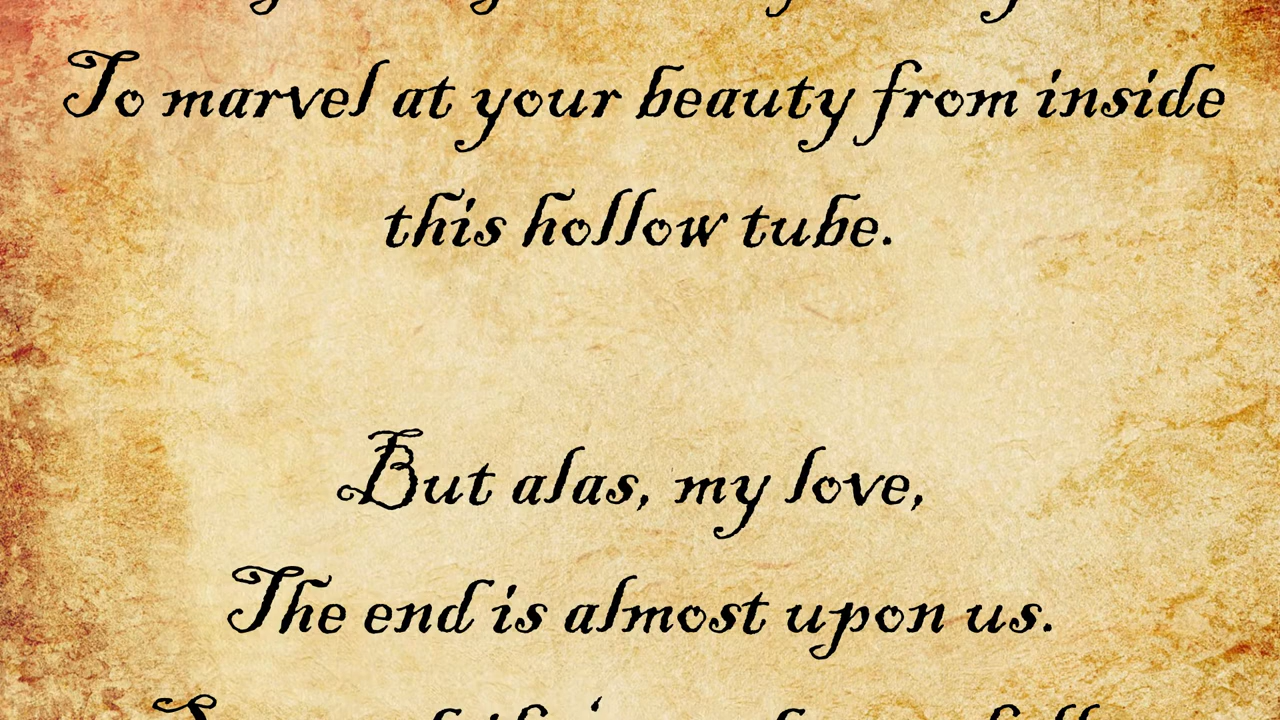 To marvel at your beauty from inside
this hollow tube.
But alas, my love,
The end is almost upon us.